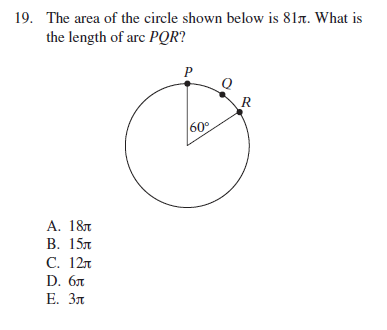 19. The area of the circle shown below is 81π. What is
the length of arc PQR?
P
Q
R
60°
A. 18π
B. 15π
C. 12π
D. 6π
E. 3π